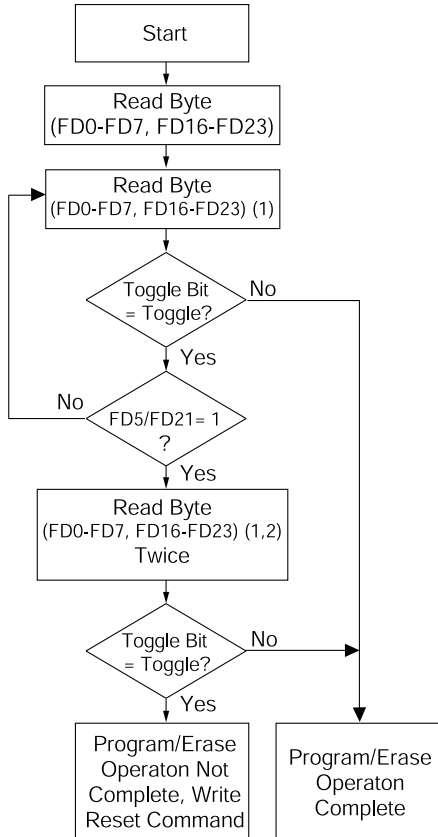 Start
Read Byte
(FD0-FD7, FD16-FD23)
Read Byte
(FD0-FD7, FD16-FD23) (1)
Toggle Bit
= Toggle?
No
Yes
No
FD5/FD21= 1
?
Yes
Read Byte
(FD0-FD7, FD16-FD23) (1,2)
Twice
Toggle Bit
= Toggle?
No
Yes
Program/Erase
Operaton Not
Complete, Write
Reset Command
Program/Erase
Operaton
Complete